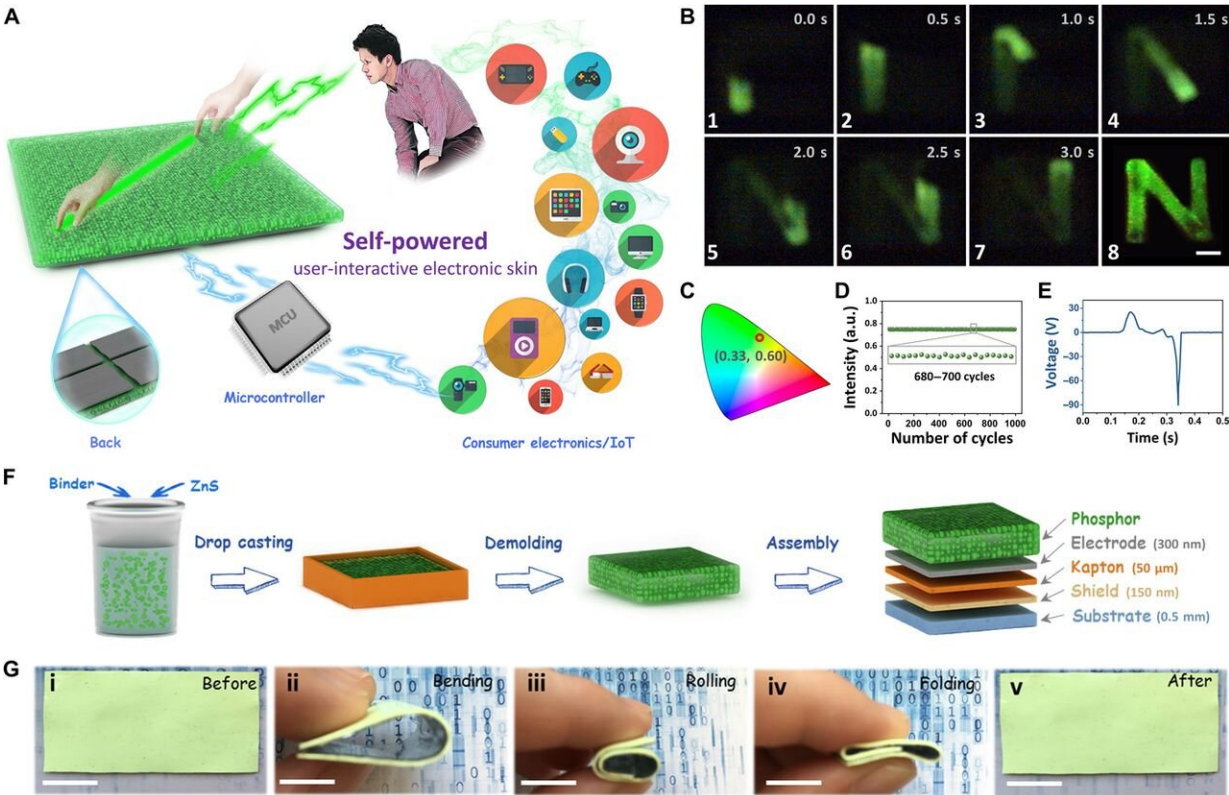 A
Self-powered
user-interactive electronic skin
MCU
Microcontroller
Back
Consumer electronics/IoT
B
0.0 s
0.5 s
1.0 s
1.5 s
1
2
3
4
2.0 s
2.5 s
3.0 s
5
6
7
8
C
(0.33, 0.60)
D
Intensity (a.u.)
1.0
0.8
0.6
0.4
0.2
0.0
680–700 cycles
0 200 400 600 800 1000
Number of cycles
E
Voltage (V)
30
0
−30
−60
−90
0.0 0.1 0.2 0.3 0.4 0.5
Time (s)
F
Binder
ZnS
Drop casting
Demolding
Assembly
Phosphor
Electrode (300 nm)
Kapton (50 μm)
Shield (150 nm)
Substrate (0.5 mm)
G
i
Before
ii
Bending
iii
Rolling
iv
Folding
v
After